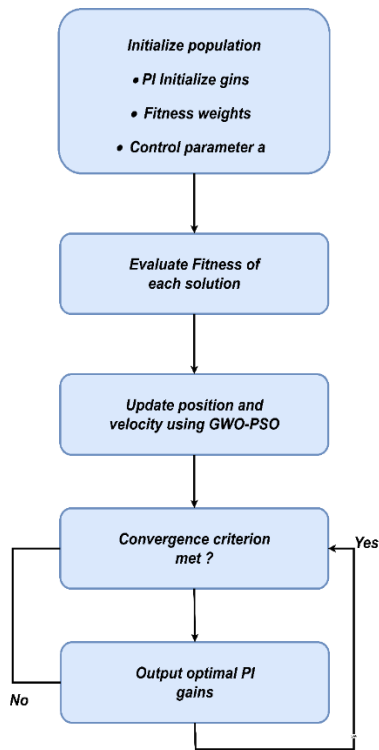 Initialize population
• PI Initialize gins
• Fitness weights
• Control parameter a
Evaluate Fitness of
each solution
Update position and
velocity using GWO-PSO
Convergence criterion
met ?
Yes
Output optimal PI
gains
No